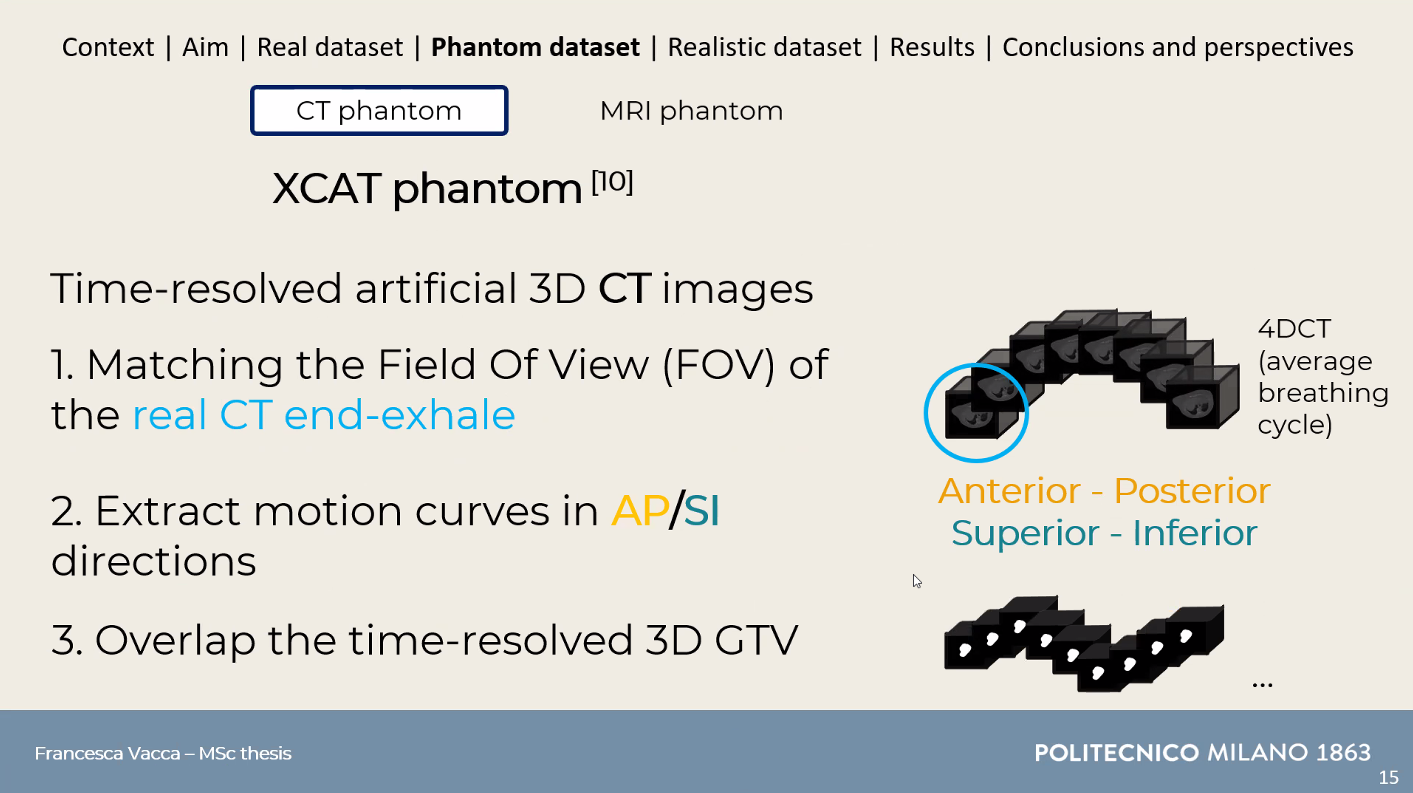 Context | Aim | Real dataset | Phantom dataset | Realistic dataset | Results | Conclusions and perspectives
CT phantom
MRI phantom
XCAT phantom [10]
Time-resolved artificial 3D CT images
1. Matching the Field Of View (FOV) of
the real CT end-exhale
2. Extract motion curves in AP/SI
directions
3. Overlap the time-resolved 3D GTV
4DCT
(average
breathing
cycle)
Anterior - Posterior
Superior - Inferior
...
Francesca Vacca – MSc thesis
POLITECNICO MILANO 1863
15